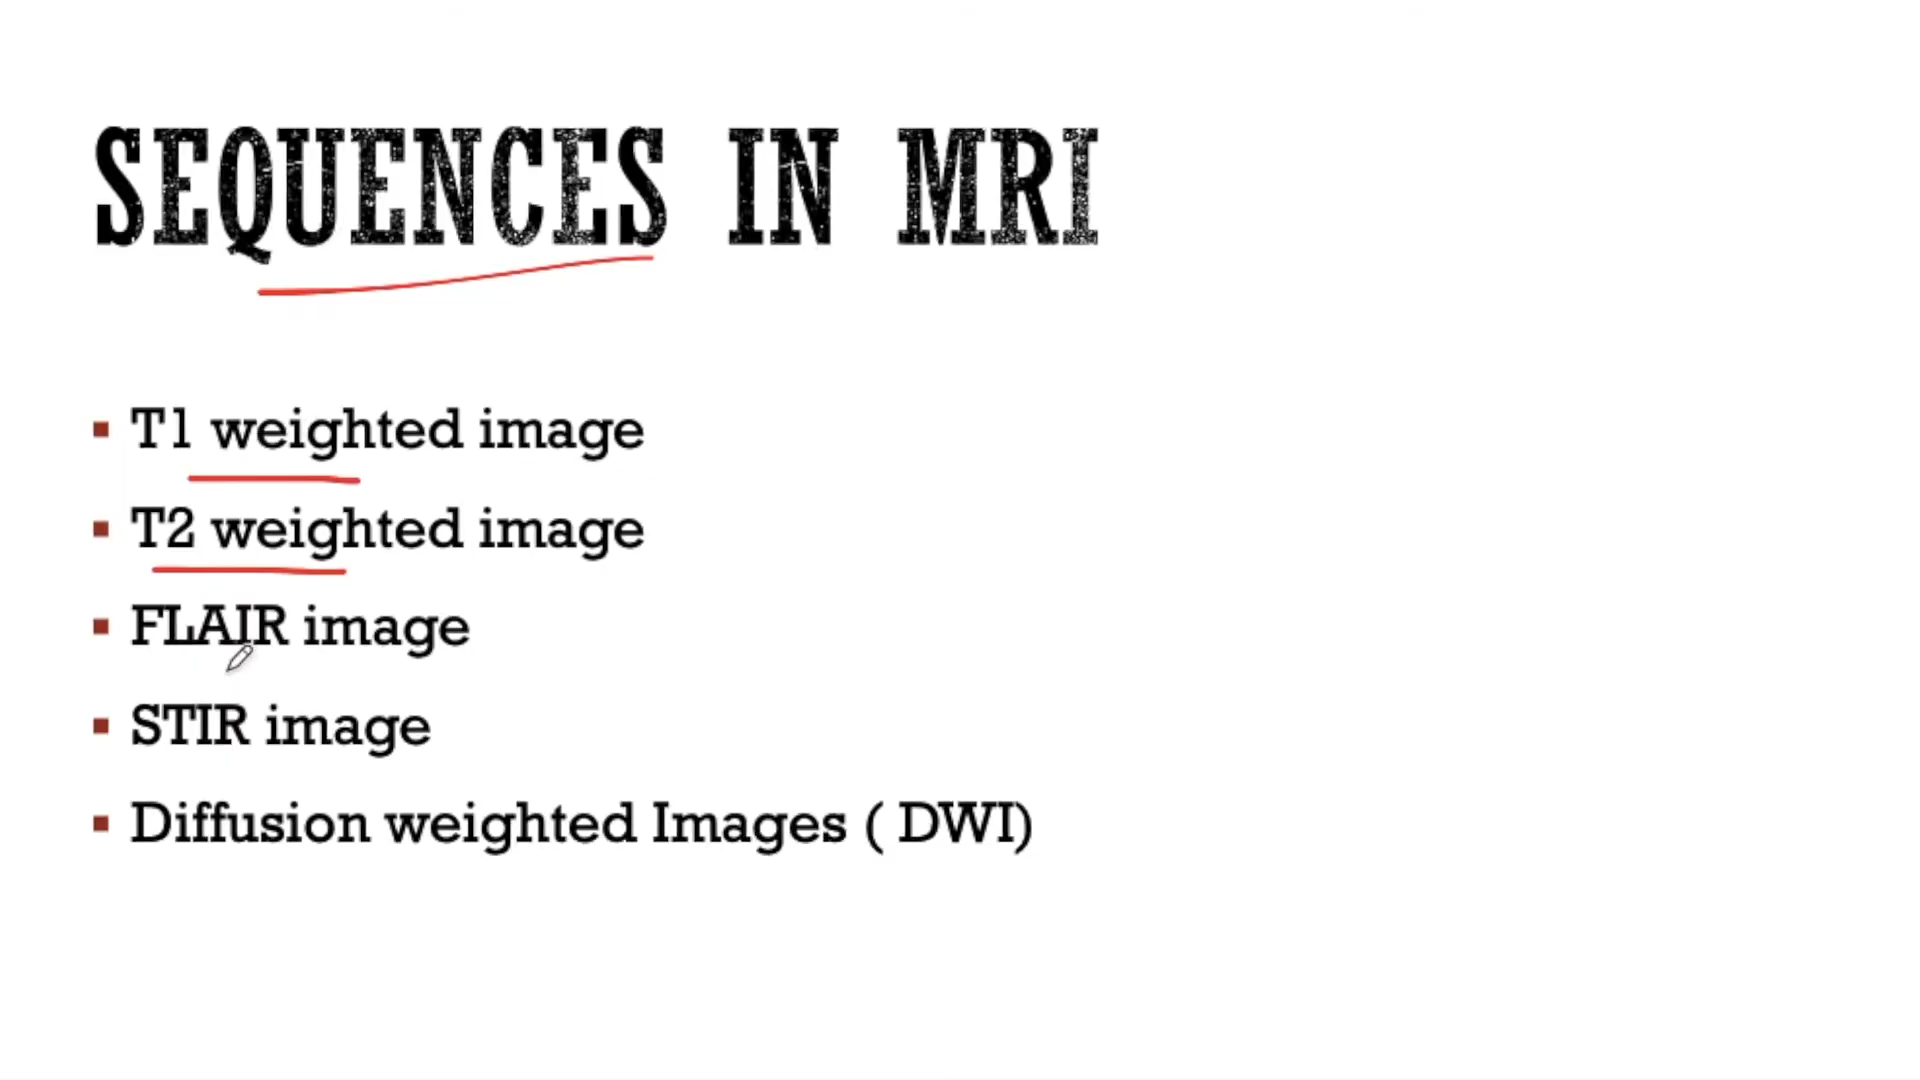 SEQUENCES IN MRI
T1 weighted image
T2 weighted image
FLAIR image
STIR image
Diffusion weighted Images ( DWI)